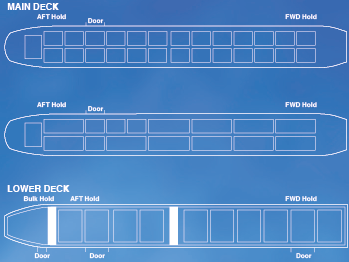 MAIN DECK
AFT Hold FWD Hold
Door
AFT Hold FWD Hold
Door
LOWER DECK
Bulk Hold AFT Hold FWD Hold
Door Door Door